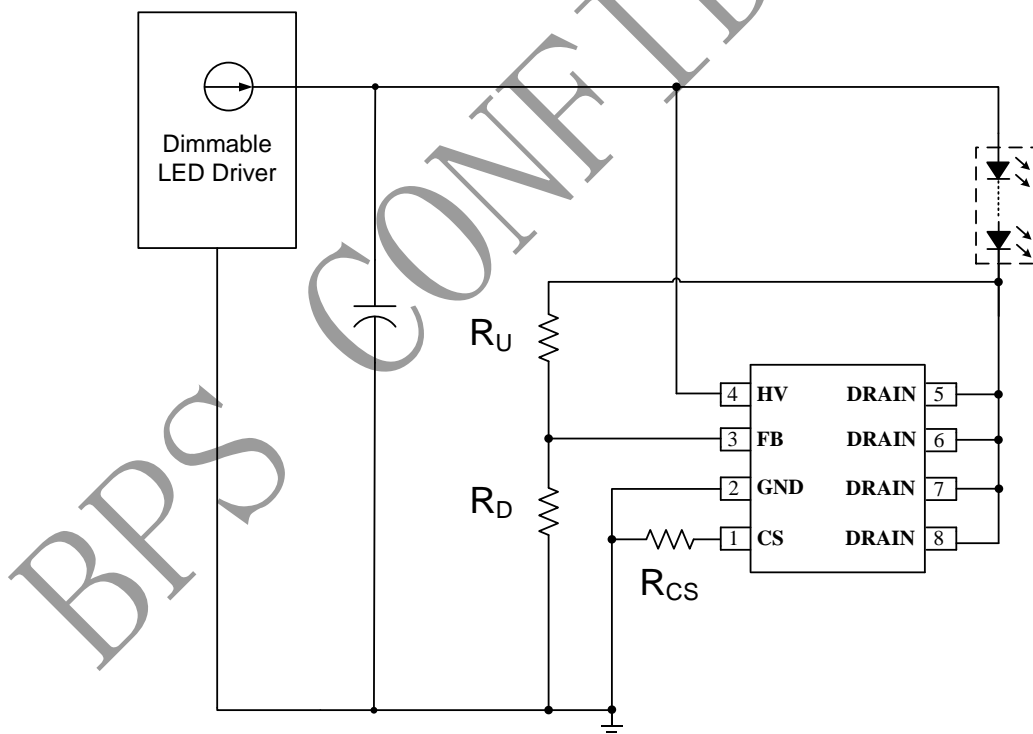 BPS CONFID
Dimmable
LED Driver
RU
RD
RCS
4 HV DRAIN 5
3 FB DRAIN 6
2 GND DRAIN 7
1 CS DRAIN 8